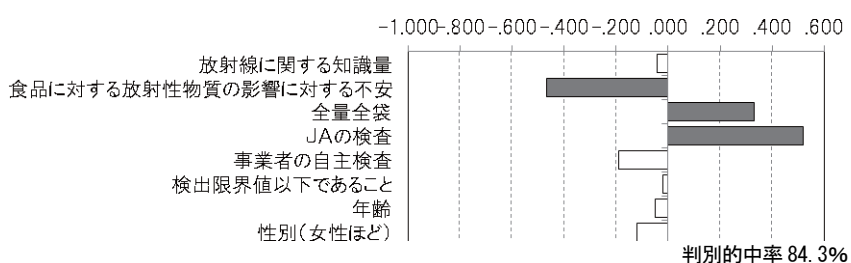 -1.000-.800-.600-.400-.200 .000 .200 .400 .600
放射線に関する知識量
食品に対する放射性物質の影響に対する不安
全量全袋
JAの検査
事業者の自主検査
検出限界値以下であること
年齢
性別(女性ほど)
判別的中率 84.3%